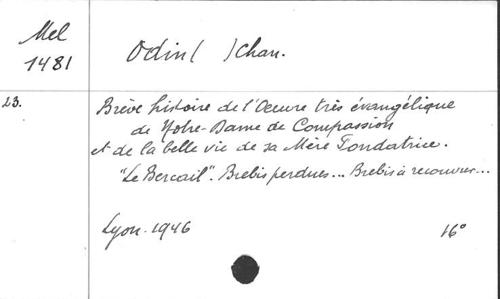 Mel
1481
Odin ( ) chan.
23.
Brève histoire de l'Oeuvre très évangélique
de Notre-Dame de Compassion
et de la belle vie de sa Mère Fondatrice.
"Le Bercail". Brebis perdues... Brebis à recouvrer...
Lyon. 1946
16°